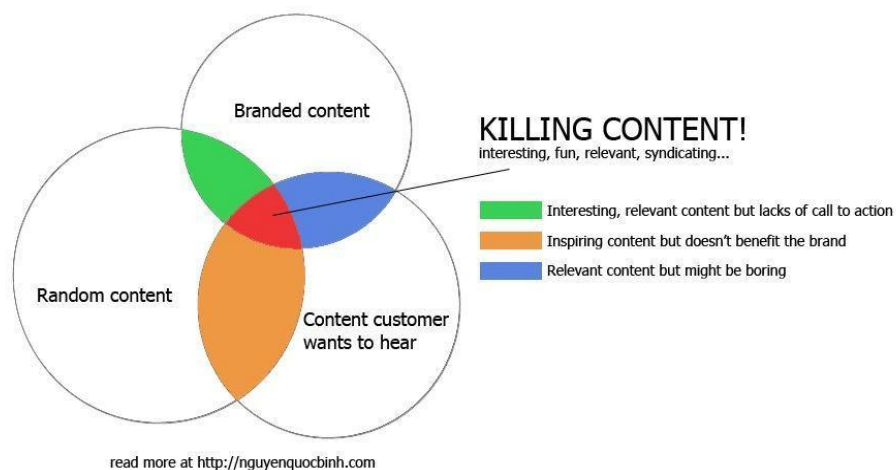 Branded content
KILLING CONTENT!
interesting, fun, relevant, syndicating...
Interesting, relevant content but lacks of call to action
Inspiring content but doesn't benefit the brand
Relevant content but might be boring
Random content
Content customer
wants to hear
read more at http://nguyenquocbinh.com